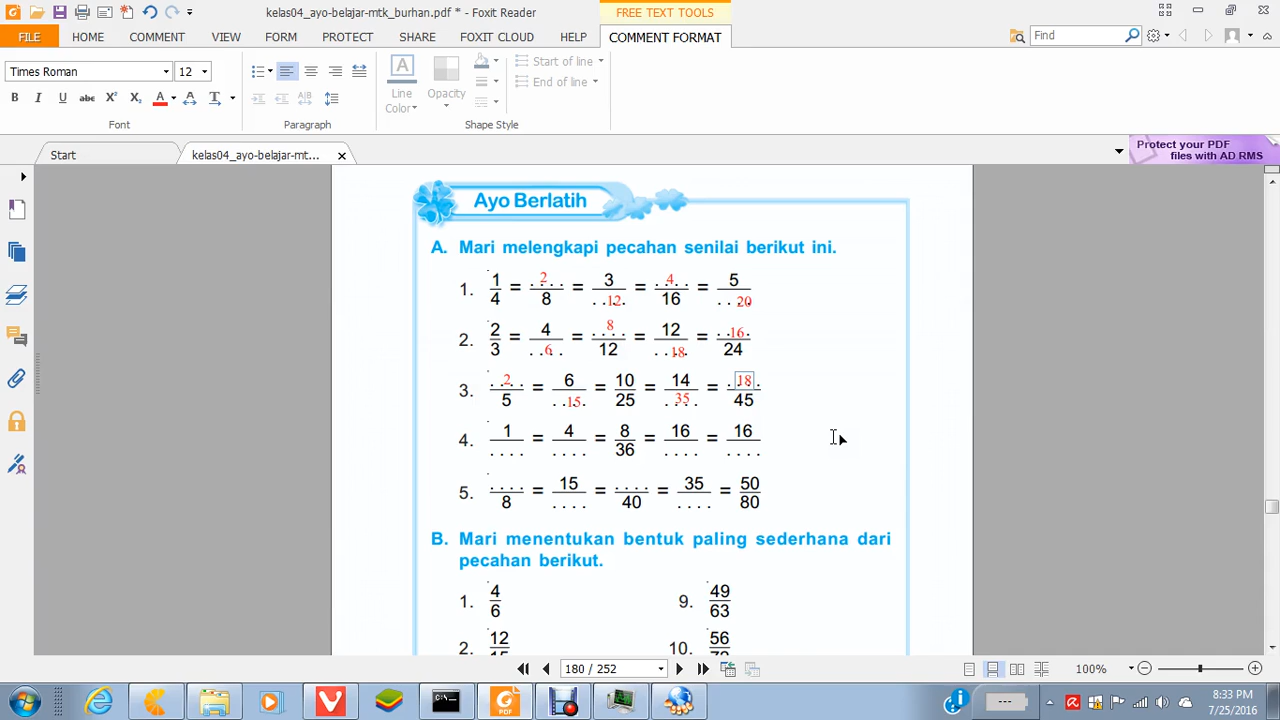 kelas04_ayo-belajar-mtk_burhan.pdf * - Foxit Reader
FREE TEXT TOOLS
FILE HOME COMMENT VIEW FORM PROTECT SHARE FOXIT CLOUD HELP COMMENT FORMAT Find
Times Roman 12 Start of line
B I U abc X² X₂ A A T Line Color Opacity End of line
Font Paragraph Shape Style
Start kelas04_ayo-belajar-mt... Protect your PDF files with AD RMS
Ayo Berlatih
A. Mari melengkapi pecahan senilai berikut ini.
1. 1/4 = 2/8 = 3/12 = 4/16 = 5/20
2. 2/3 = 4/6 = 8/12 = 12/18 = 16/24
3. 2/5 = 6/15 = 10/25 = 14/35 = 18/45
4. 1/.... = 4/.... = 8/36 = 16/.... = 16/....
5. ..../8 = 15/.... = ..../40 = 35/.... = 50/80
B. Mari menentukan bentuk paling sederhana dari
pecahan berikut.
1. 4/6 9. 49/63
2. 12/ 10. 56/
180 / 252 100%
8:33 PM
7/25/2016